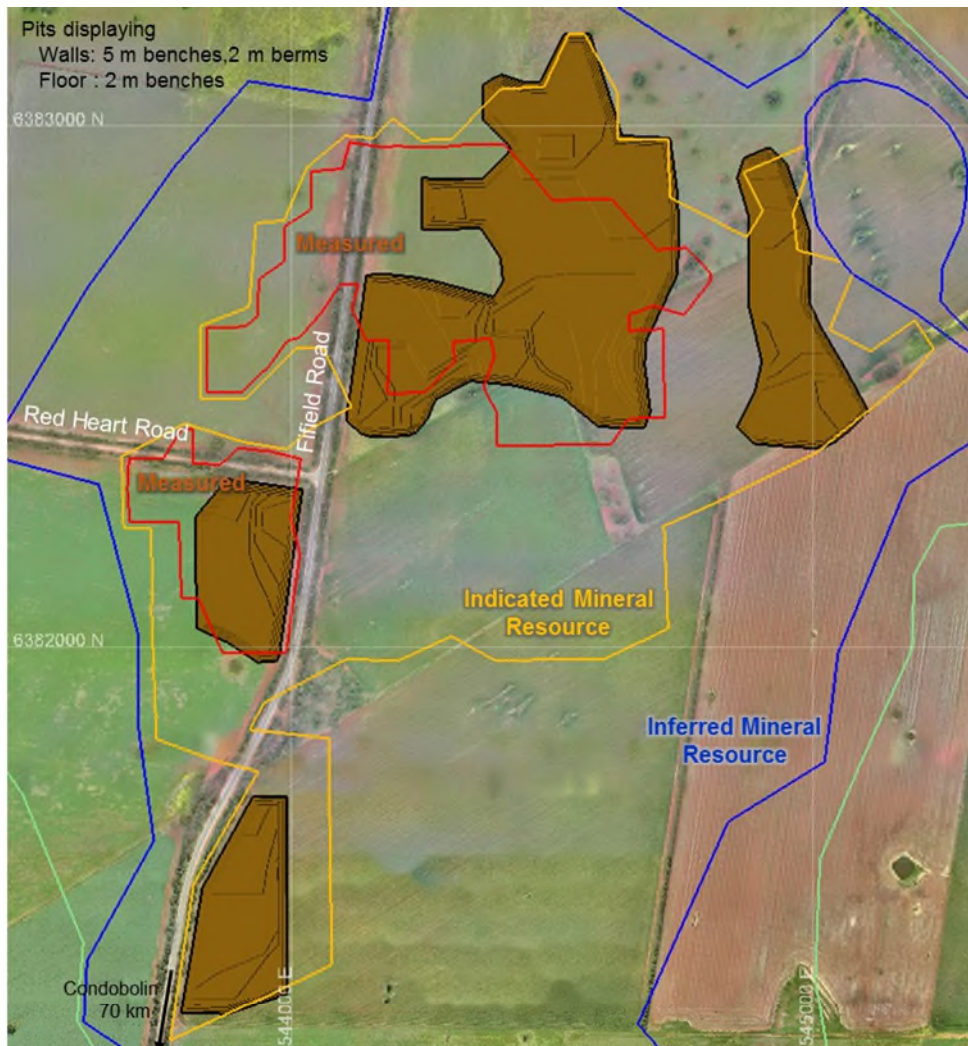 Pits displaying
Walls: 5 m benches,2 m berms
Floor : 2 m benches
6383000 N
Measured
Fifield Road
Red Heart Road
Measured
Indicated Mineral
Resource
6382000 N
Inferred Mineral
Resource
Condobolin
70 km
544000 E
545000 E